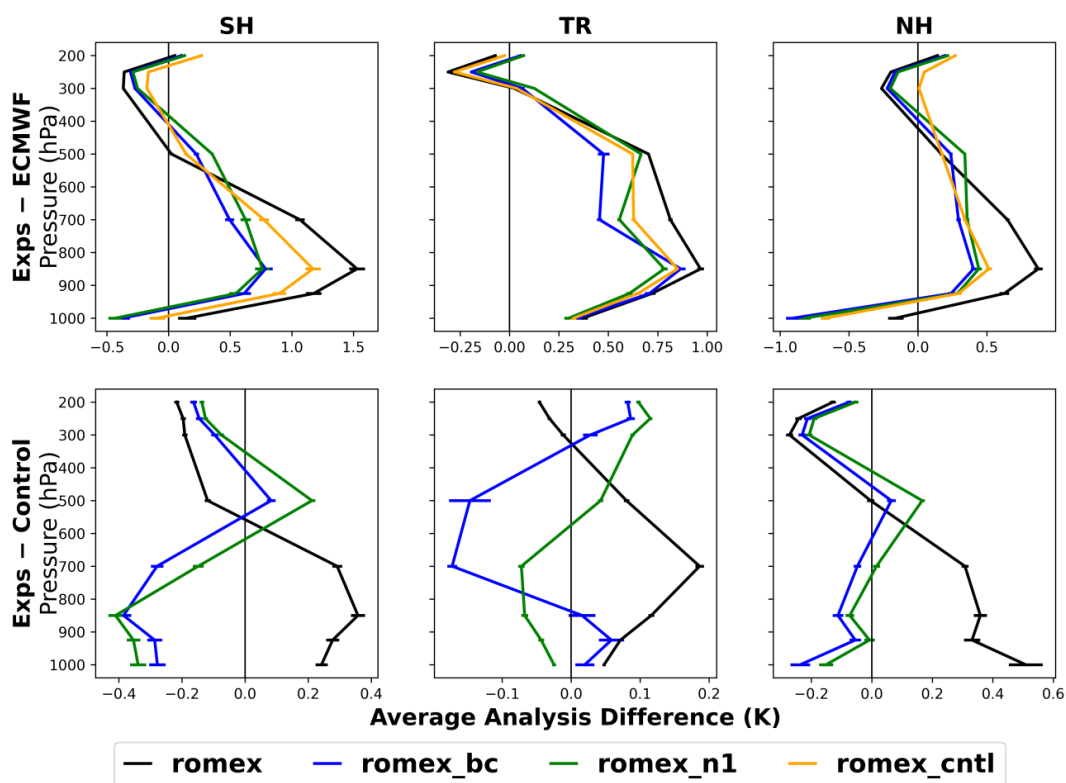 SH TR NH
Exps − ECMWF
Pressure (hPa)
200
300
400
500
600
700
800
900
1000
−0.5 0.0 0.5 1.0 1.5
−0.25 0.00 0.25 0.50 0.75 1.00
−1.0 −0.5 0.0 0.5
Exps − Control
Pressure (hPa)
200
300
400
500
600
700
800
900
1000
−0.4 −0.2 0.0 0.2 0.4
−0.1 0.0 0.1 0.2
−0.2 0.0 0.2 0.4 0.6
Average Analysis Difference (K)
romex romex_bc romex_n1 romex_cntl